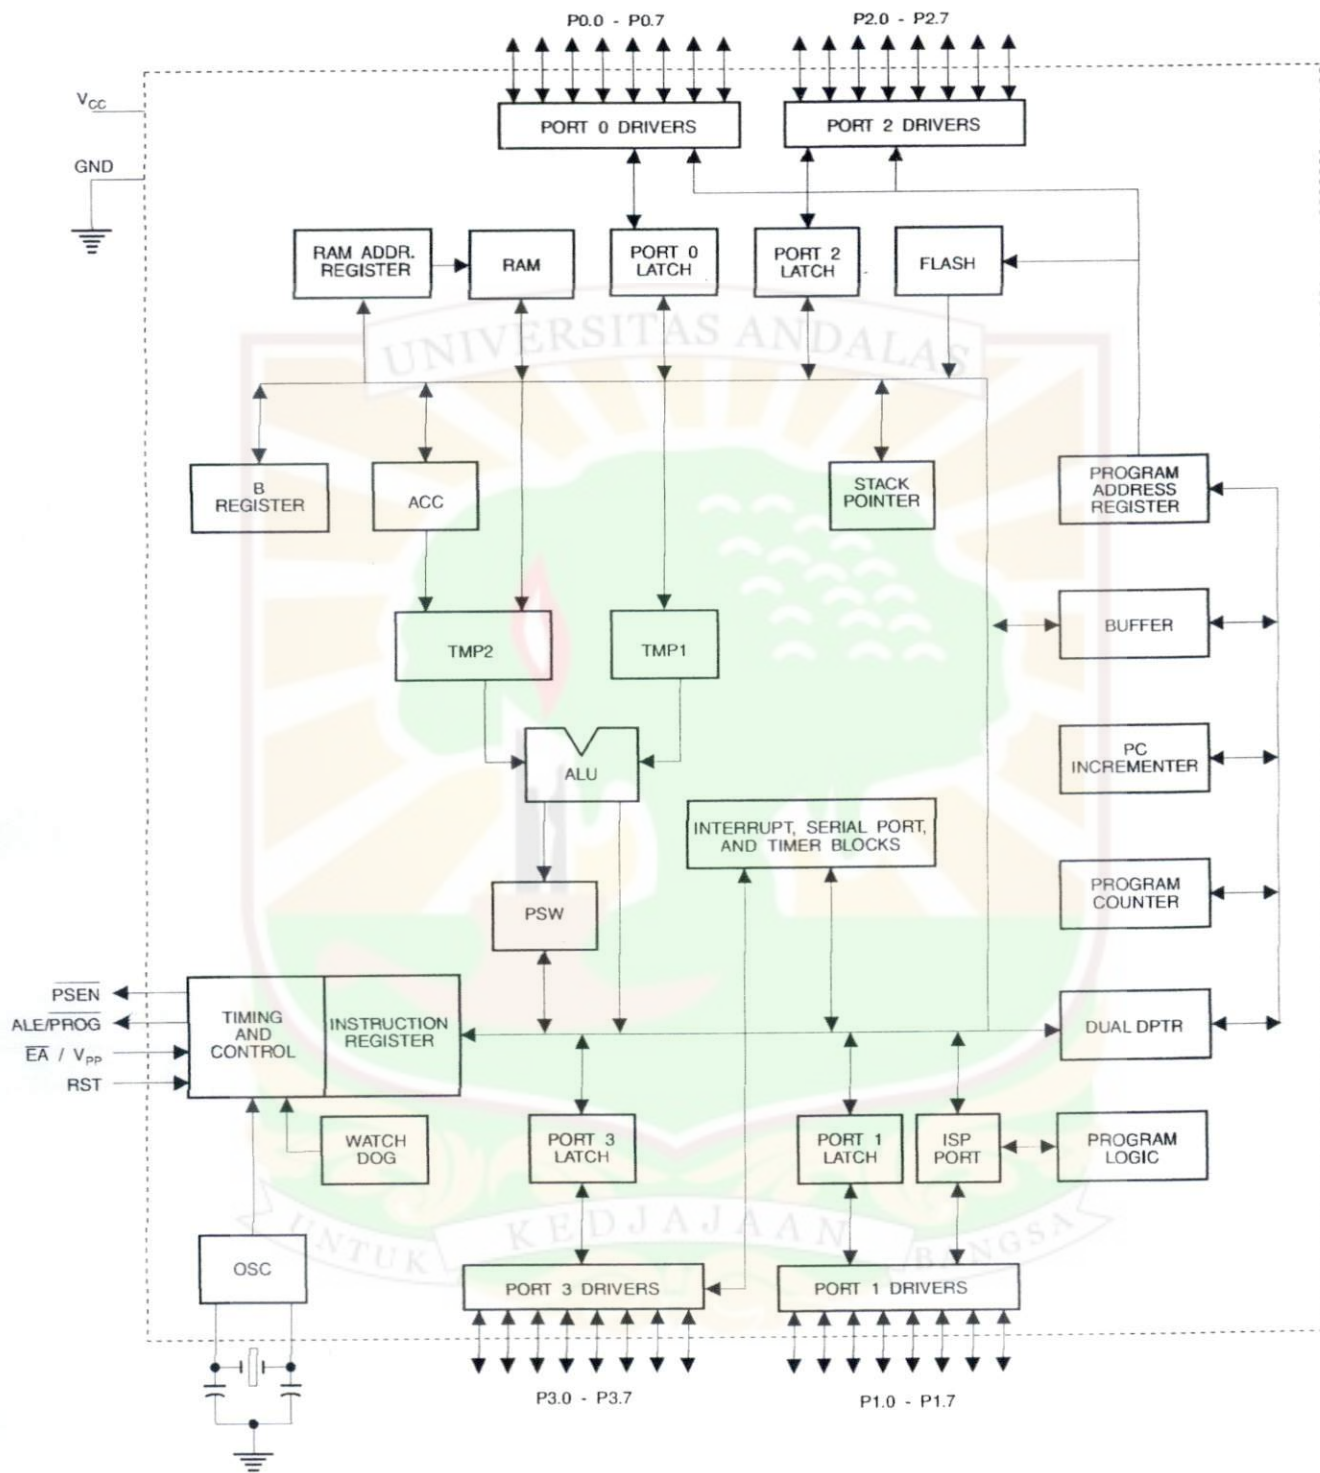 P0.0 - P0.7
P2.0 - P2.7
V_CC
PORT 0 DRIVERS
PORT 2 DRIVERS
GND
RAM ADDR.
REGISTER
RAM
PORT 0
LATCH
PORT 2
LATCH
FLASH
UNIVERSITAS ANDALAS
B
REGISTER
ACC
STACK
POINTER
PROGRAM
ADDRESS
REGISTER
TMP2
TMP1
BUFFER
ALU
PC
INCREMENTER
INTERRUPT, SERIAL PORT,
AND TIMER BLOCKS
PSW
PROGRAM
COUNTER
PSEN
ALE/PROG
EA / V_PP
RST
TIMING
AND
CONTROL
INSTRUCTION
REGISTER
DUAL DPTR
WATCH
DOG
PORT 3
LATCH
PORT 1
LATCH
ISP
PORT
PROGRAM
LOGIC
UNTUK KEDJAJAAN BANGSA
OSC
PORT 3 DRIVERS
PORT 1 DRIVERS
P3.0 - P3.7
P1.0 - P1.7